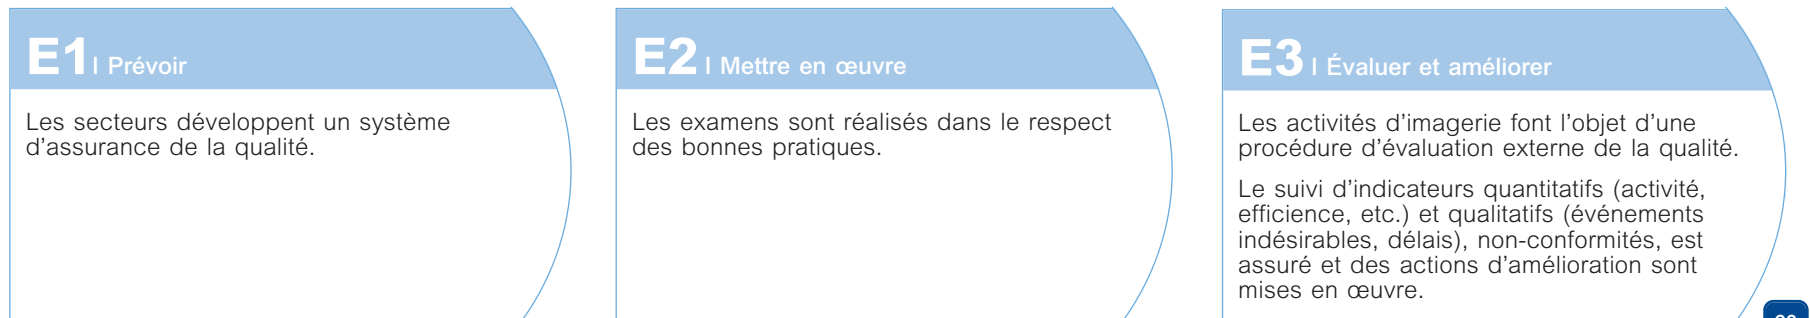 E1 I Prévoir
Les secteurs développent un système
d’assurance de la qualité.
E2 I Mettre en œuvre
Les examens sont réalisés dans le respect
des bonnes pratiques.
E3 I Évaluer et améliorer
Les activités d’imagerie font l’objet d’une
procédure d’évaluation externe de la qualité.
Le suivi d’indicateurs quantitatifs (activité,
efficience, etc.) et qualitatifs (événements
indésirables, délais), non-conformités, est
assuré et des actions d’amélioration sont
mises en œuvre.